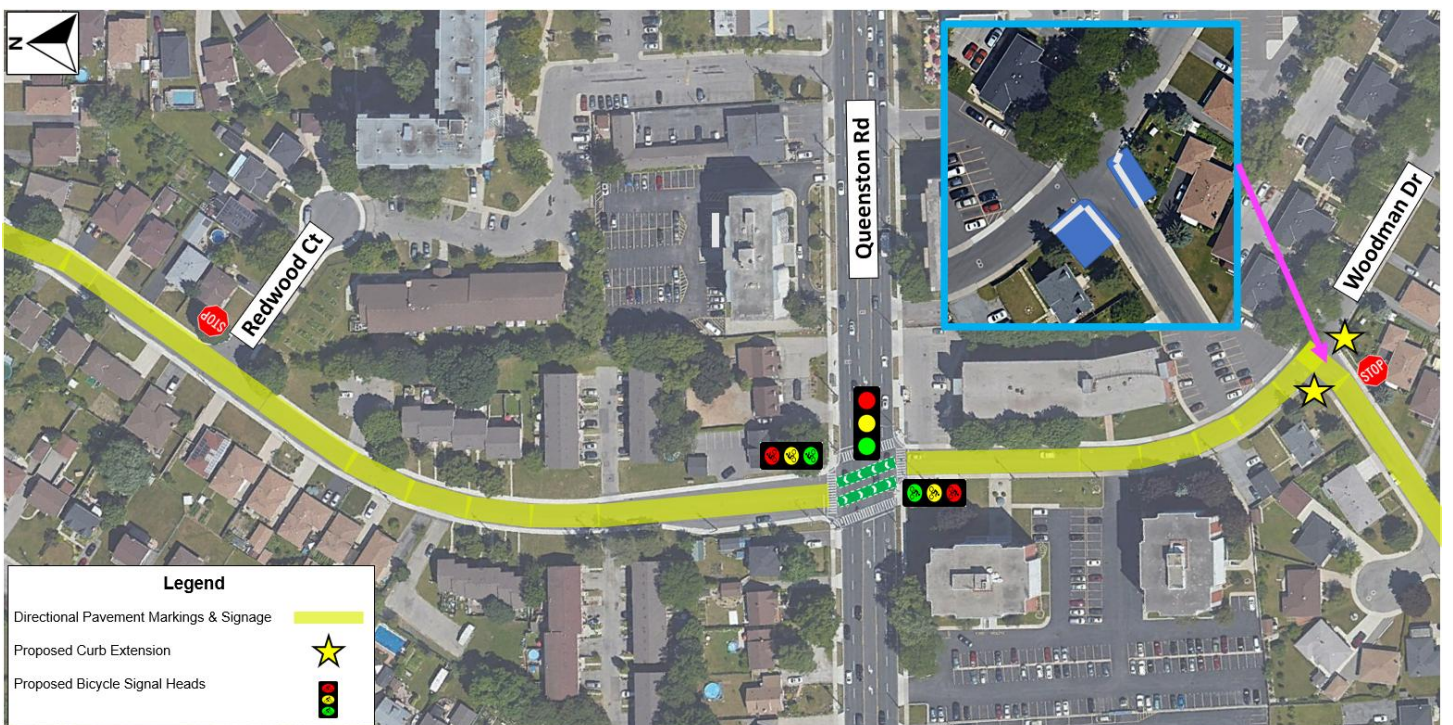 N
Redwood Ct
STOP
Queenston Rd
Woodman Dr
STOP
Legend
Directional Pavement Markings & Signage
Proposed Curb Extension
Proposed Bicycle Signal Heads